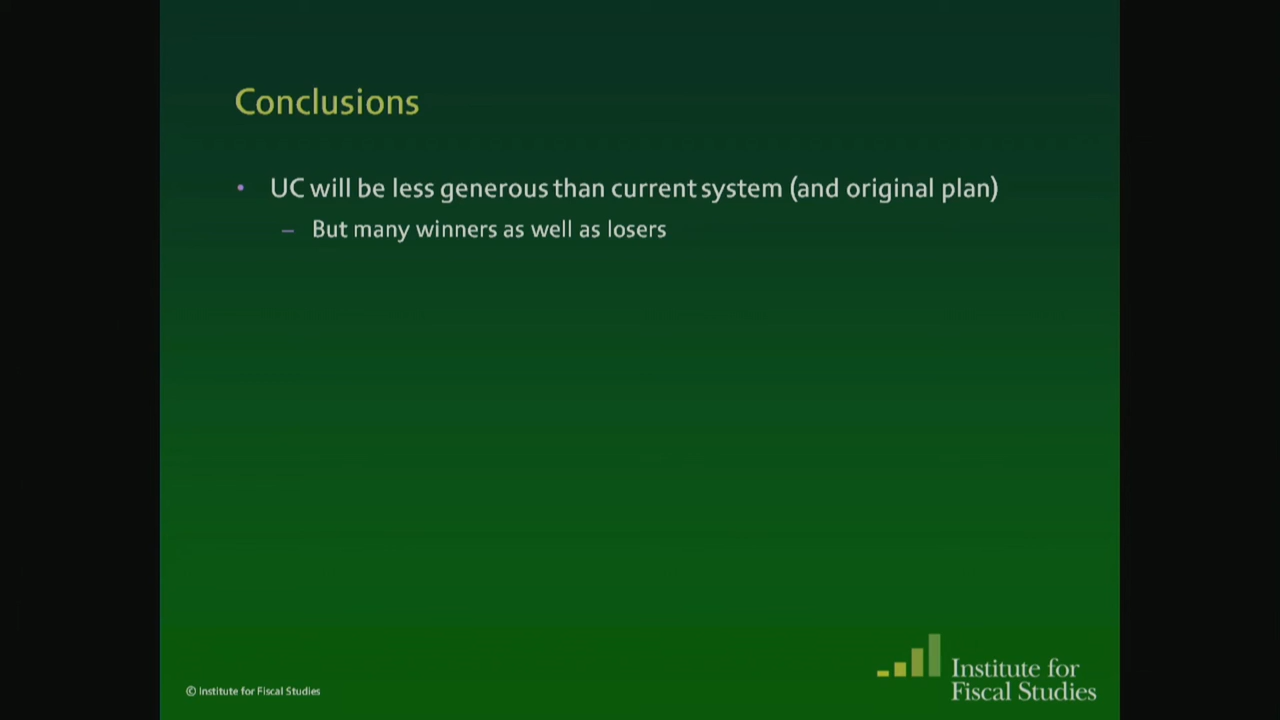 Conclusions
• UC will be less generous than current system (and original plan)
– But many winners as well as losers
© Institute for Fiscal Studies
Institute for
Fiscal Studies